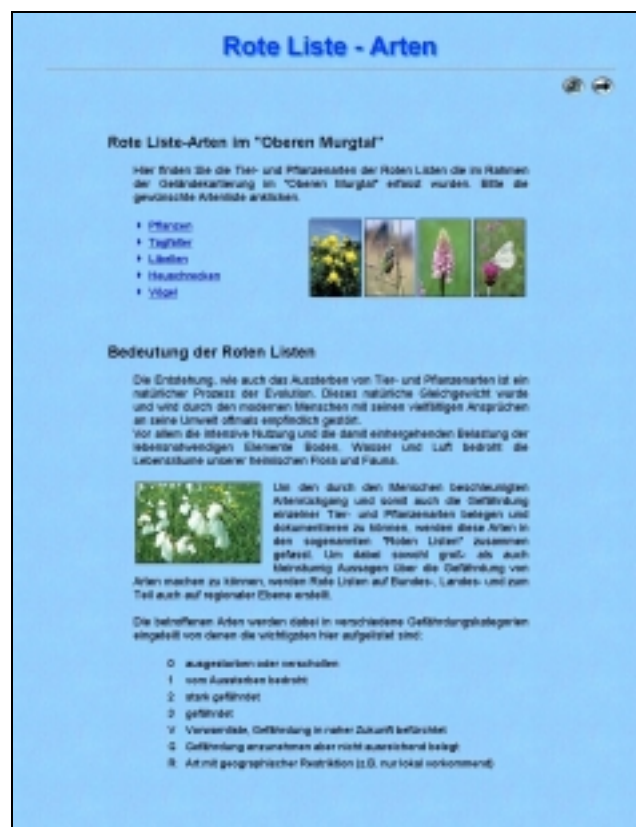 Rote Liste - Arten
Rote Liste-Arten im "Oberen Murgtal"
Hier finden Sie die Tier- und Pflanzenarten der Roten Listen die im Rahmen
der Geländekartierung im "Oberen Murgtal" erfasst wurden. Bitte die
gewünschte Artenliste anklicken.
Pflanzen
Tagfalter
Libellen
Heuschrecken
Vögel
Bedeutung der Roten Listen
Die Entstehung, wie auch das Aussterben von Tier- und Pflanzenarten ist ein
natürlicher Prozess der Evolution. Dieses natürliche Gleichgewicht wurde
und wird durch den modernen Menschen mit seinen vielfältigen Ansprüchen
an seine Umwelt oftmals empfindlich gestört.
Vor allem die intensive Nutzung und die damit einhergehenden Belastung der
lebensnotwendigen Elemente Boden, Wasser und Luft bedroht die
Lebensräume unserer heimischen Flora und Fauna.
Um den durch den Menschen beschleunigten
Artenrückgang und somit auch die Gefährdung
einzelner Tier- und Pflanzenarten belegen und
dokumentieren zu können, werden diese Arten in
den sogenannten "Roten Listen" zusammen
gefasst. Um dabei sowohl groß- als auch
kleinräumig Aussagen über die Gefährdung von
Arten machen zu können, werden Rote Listen auf Bundes-, Landes- und zum
Teil auch auf regionaler Ebene erstellt.
Die betroffenen Arten werden dabei in verschiedene Gefährdungskategorien
eingeteilt von denen die wichtigsten hier aufgelistet sind:
0 ausgestorben oder verschollen
1 vom Aussterben bedroht
2 stark gefährdet
3 gefährdet
V Vorwarnliste, Gefährdung in naher Zukunft befürchtet
G Gefährdung anzunehmen aber nicht ausreichend belegt
R Art mit geographischer Restriktion (z.B. nur lokal vorkommend)